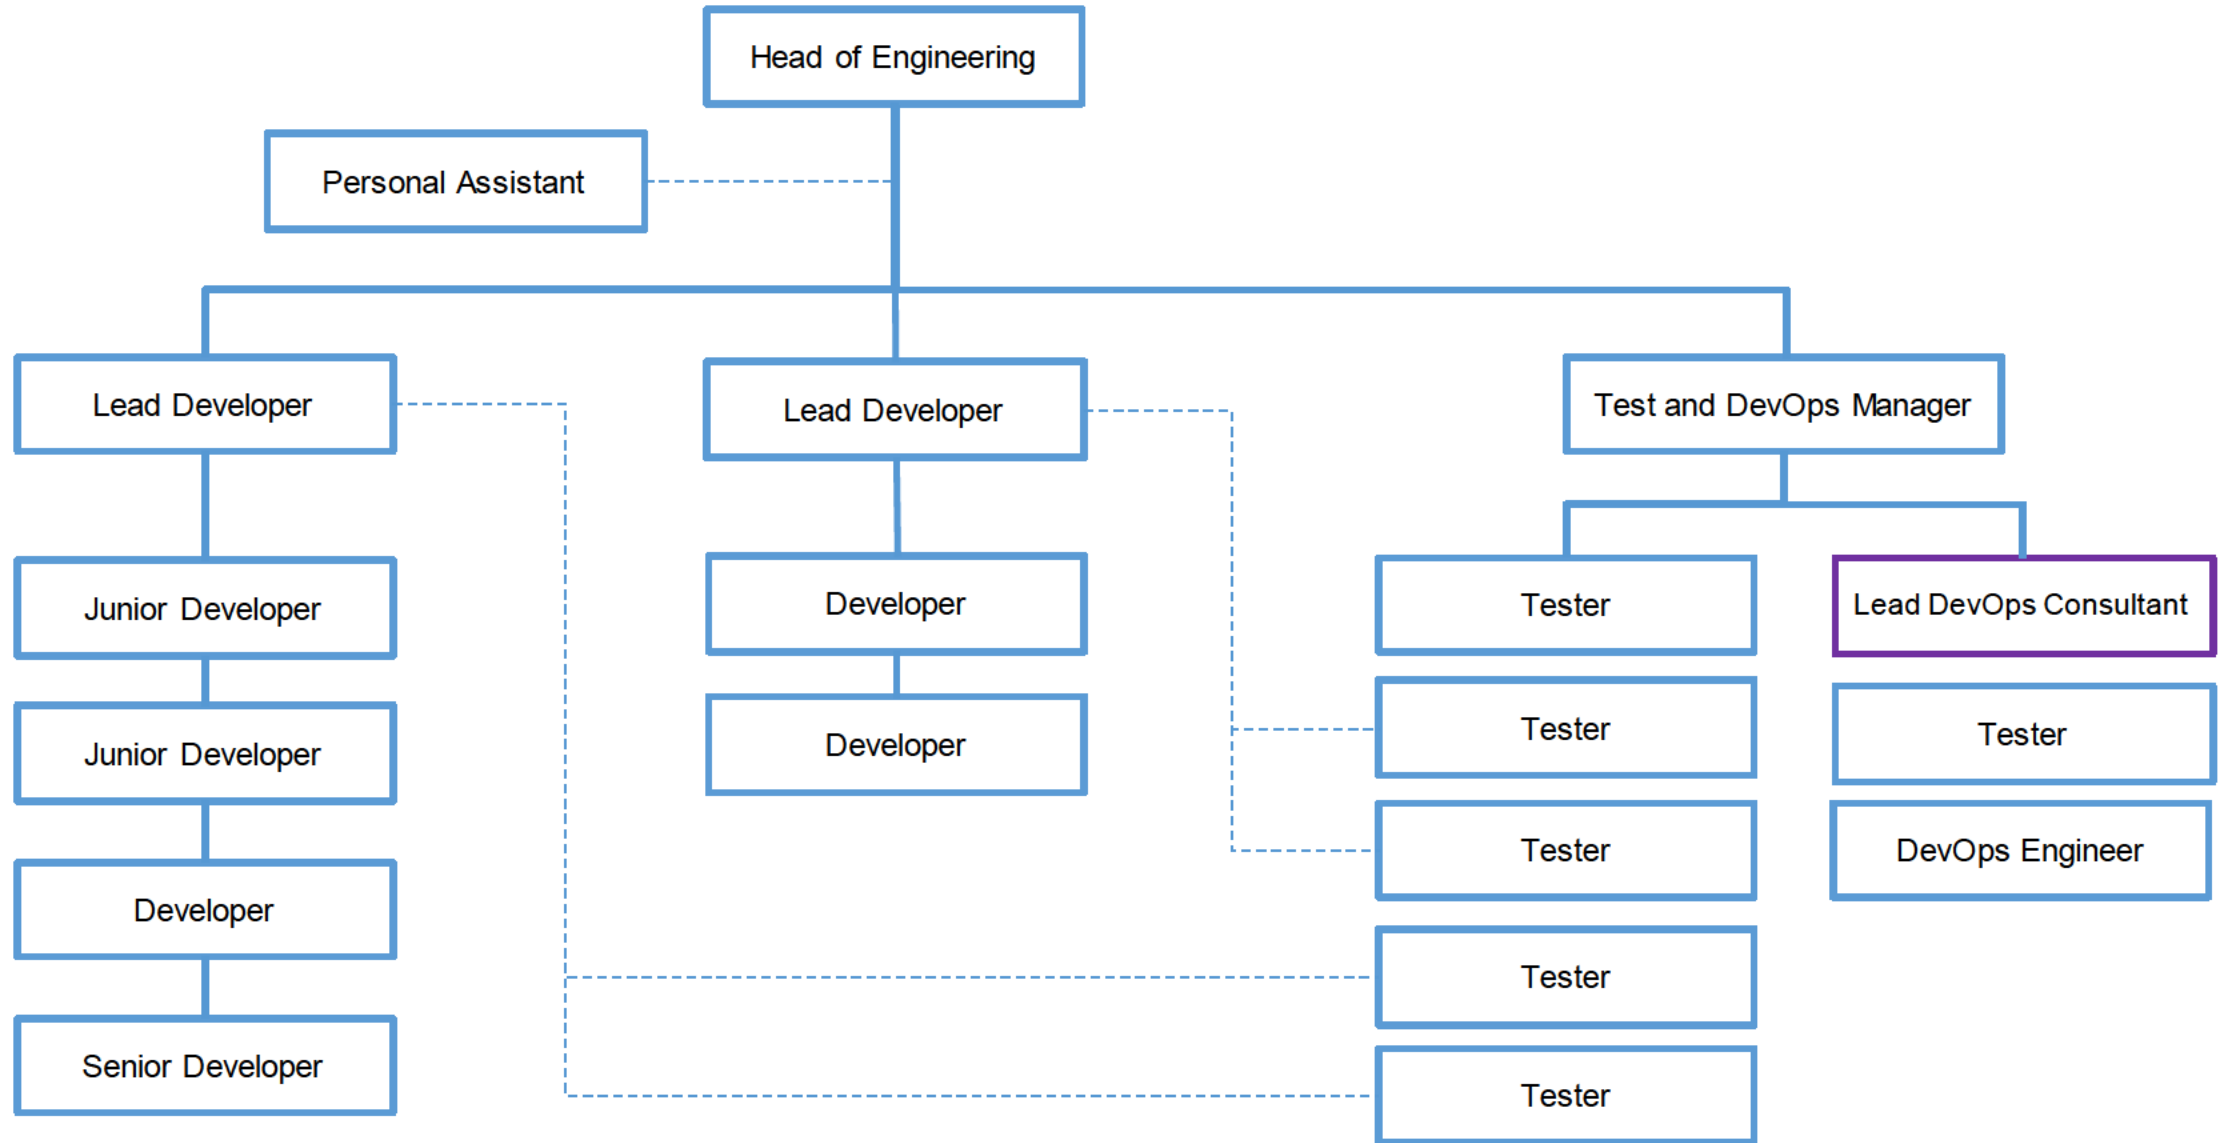 Head of Engineering
Personal Assistant
Lead Developer
Lead Developer
Test and DevOps Manager
Junior Developer
Junior Developer
Developer
Senior Developer
Developer
Developer
Tester
Tester
Tester
Tester
Tester
Lead DevOps Consultant
Tester
DevOps Engineer